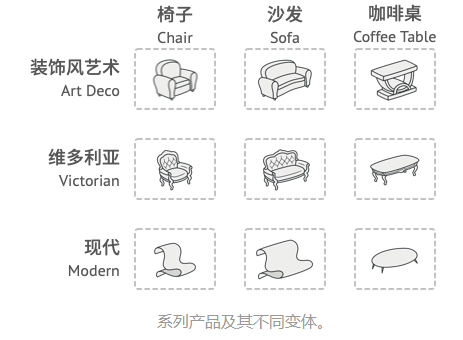 椅子 沙发 咖啡桌
Chair Sofa Coffee Table
装饰风艺术
Art Deco
维多利亚
Victorian
现代
Modern
系列产品及其不同变体。